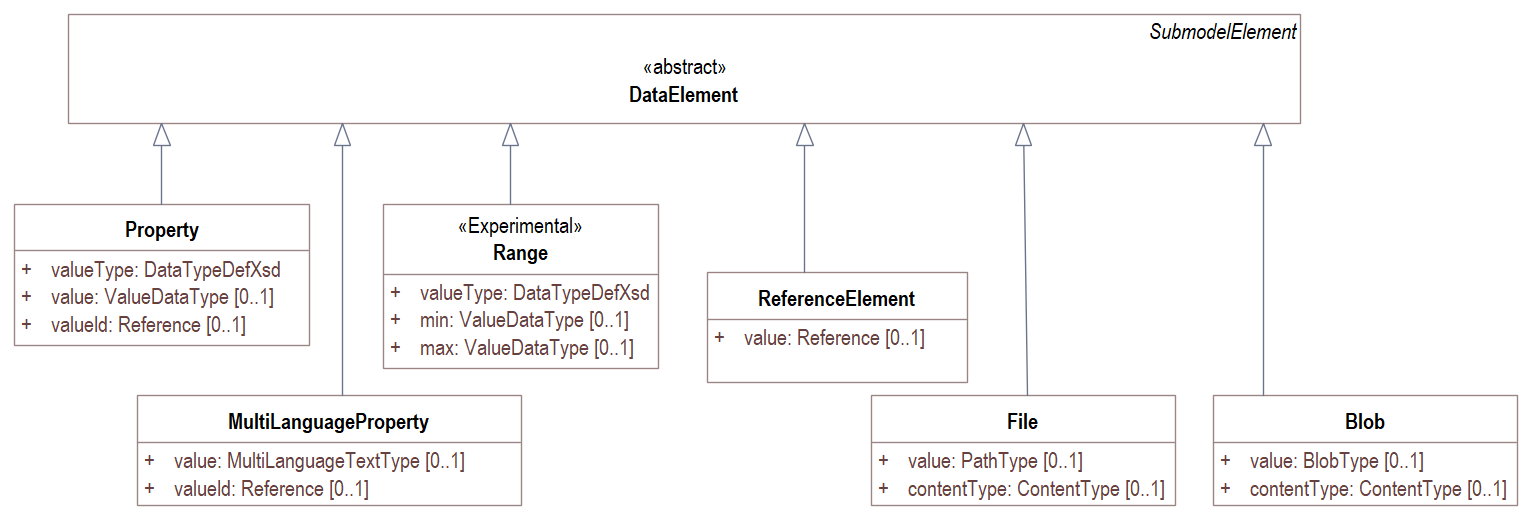 SubmodelElement
«abstract»
DataElement
Property
+ valueType: DataTypeDefXsd
+ value: ValueDataType [0..1]
+ valueId: Reference [0..1]
«Experimental»
Range
+ valueType: DataTypeDefXsd
+ min: ValueDataType [0..1]
+ max: ValueDataType [0..1]
ReferenceElement
+ value: Reference [0..1]
MultiLanguageProperty
+ value: MultiLanguageTextType [0..1]
+ valueId: Reference [0..1]
File
+ value: PathType [0..1]
+ contentType: ContentType [0..1]
Blob
+ value: BlobType [0..1]
+ contentType: ContentType [0..1]